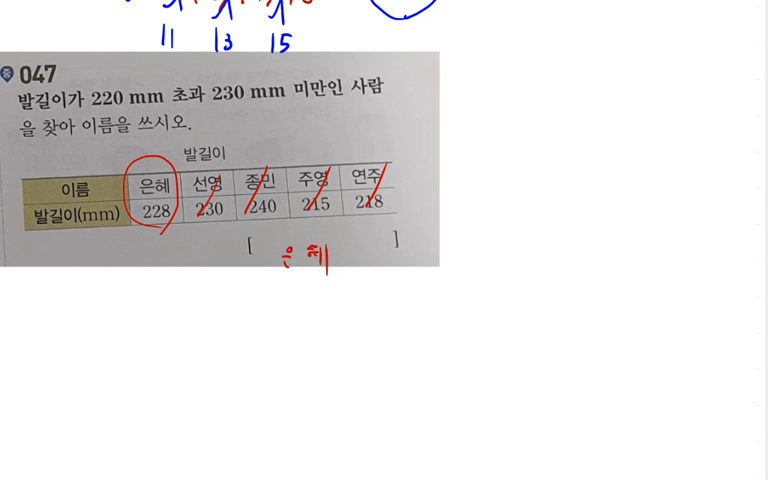 11 13 15
중 047
발길이가 220 mm 초과 230 mm 미만인 사람
을 찾아 이름을 쓰시오.
발길이
이름 은혜 선영 종민 주영 연주
발길이(mm) 228 230 240 215 218
[ 은혜 ]